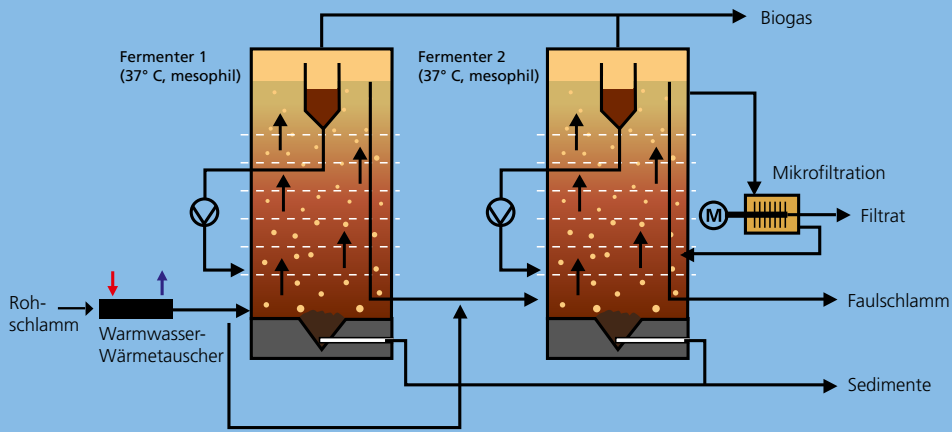 Biogas
Fermenter 1
(37° C, mesophil)
Fermenter 2
(37° C, mesophil)
Mikrofiltration
M
Filtrat
Roh-
schlamm
Warmwasser-
Wärmetauscher
Faulschlamm
Sedimente